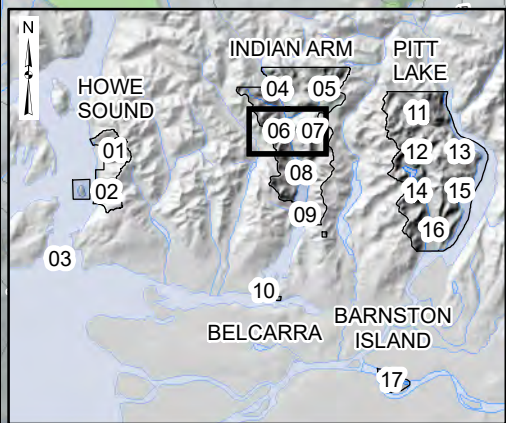 N
INDIAN ARM
PITT
LAKE
HOWE
SOUND
04
05
11
06
07
01
12
13
08
02
14
15
09
16
03
10
BARNSTON
ISLAND
BELCARRA
17